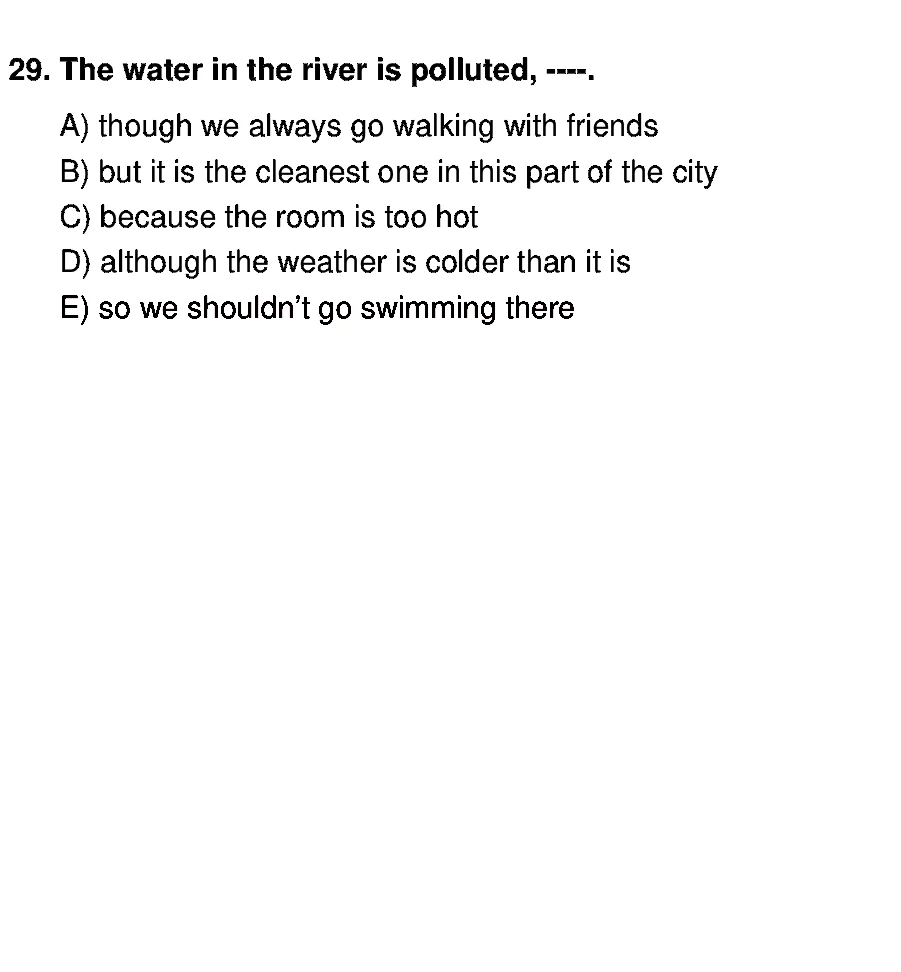 29. The water in the river is polluted, ----.
A) though we always go walking with friends
B) but it is the cleanest one in this part of the city
C) because the room is too hot
D) although the weather is colder than it is
E) so we shouldn't go swimming there